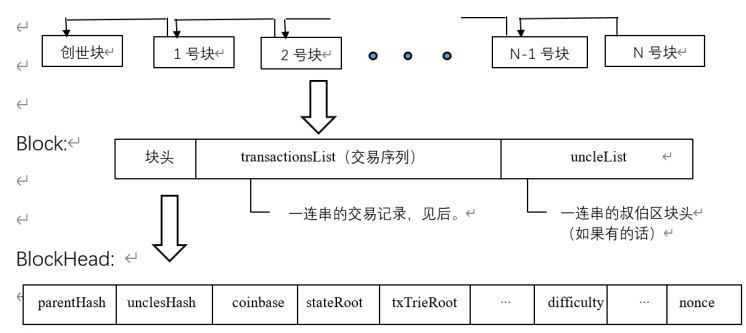 创世块 1号块 2号块 N-1号块 N号块
Block:
块头 transactionsList（交易序列） uncleList
一连串的交易记录，见后。 一连串的叔伯区块头
（如果有的话）
BlockHead:
parentHash unclesHash coinbase stateRoot txTrieRoot ... difficulty ... nonce